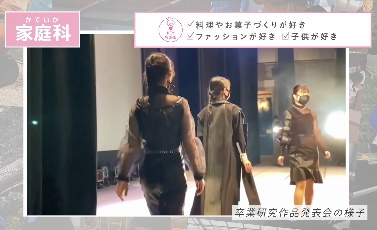 かていか
家庭科
✓料理やお菓子づくりが好き
✓ファッションが好き ☑子供が好き
卒業研究作品発表会の様子